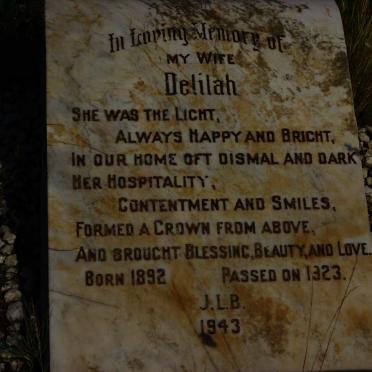 In Loving Memory of
MY WIFE
Delilah
SHE WAS THE LIGHT,
ALWAYS HAPPY AND BRIGHT,
IN OUR HOME OFT DISMAL AND DARK
HER HOSPITALITY,
CONTENTMENT AND SMILES,
FORMED A CROWN FROM ABOVE,
AND BROUGHT BLESSING, BEAUTY, AND LOVE.
BORN 1892 PASSED ON 1923.
J.L.B.
1943